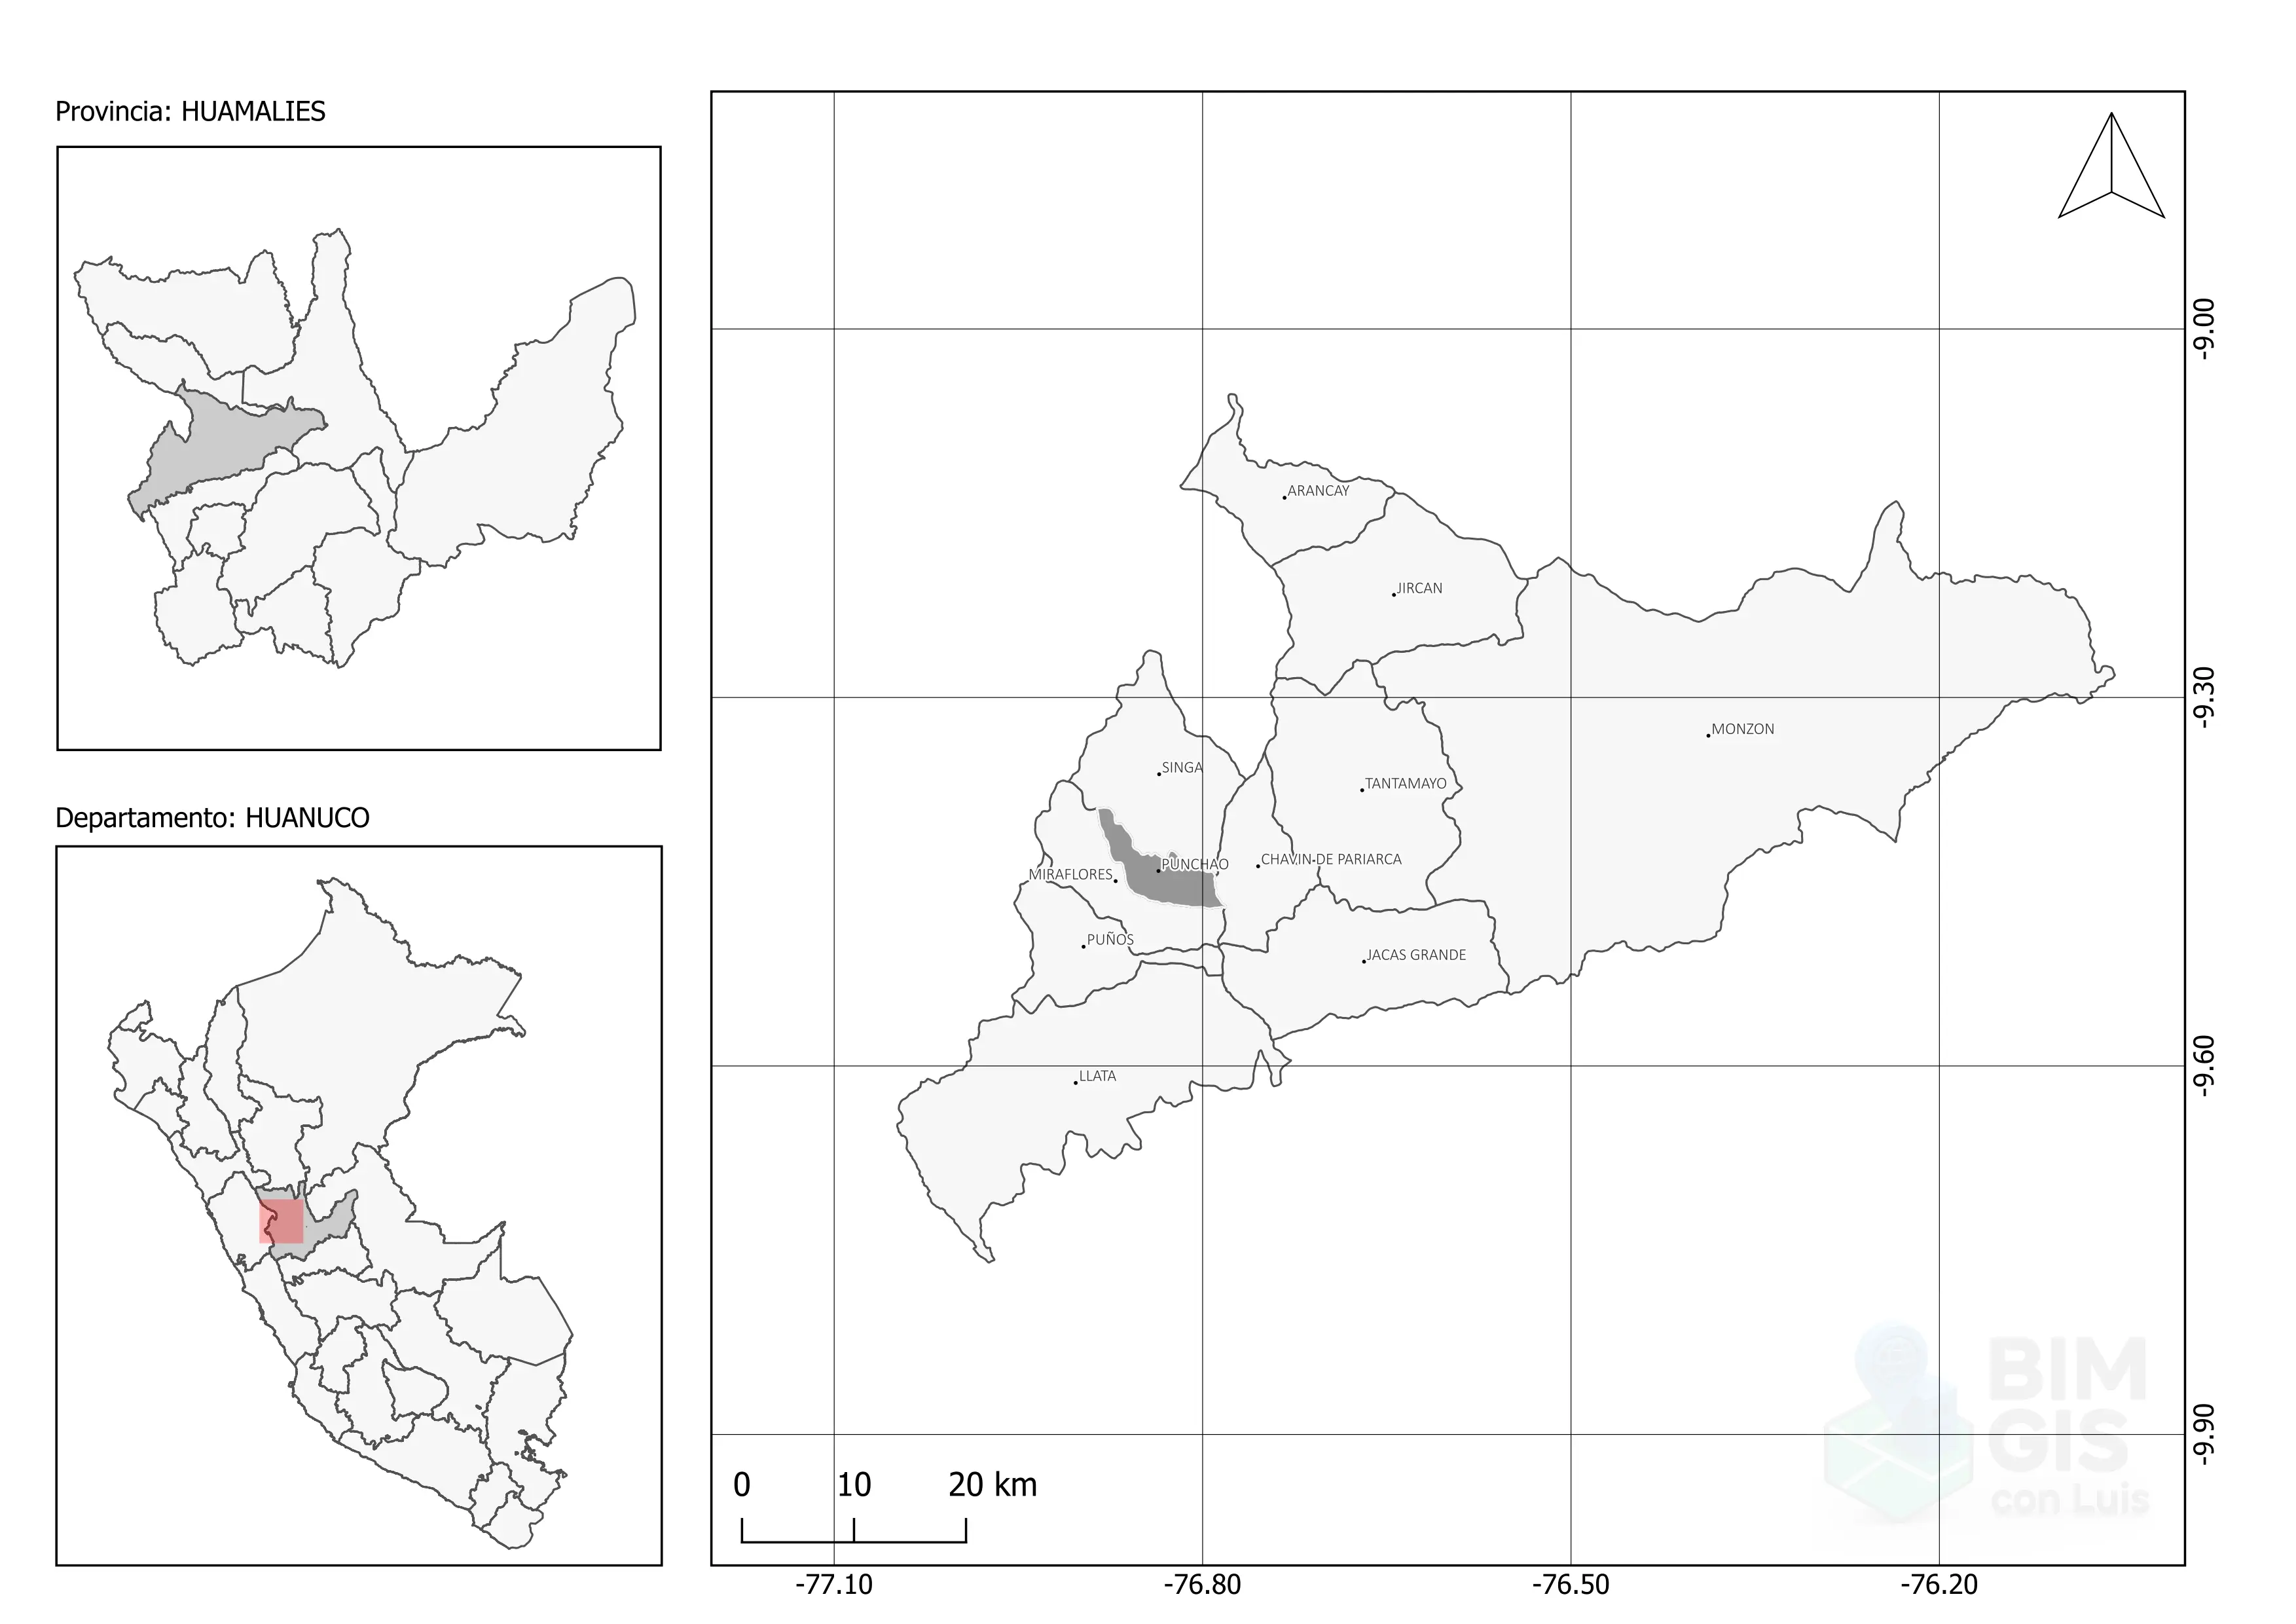 Provincia: HUAMALIES
Departamento: HUANUCO
ARANCAY
JIRCAN
MONZON
SINGA
TANTAMAYO
PUNCHAO
CHAVIN DE PARIARCA
MIRAFLORES
PUÑOS
JACAS GRANDE
LLATA
-9.00
-9.30
-9.60
-9.90
0 10 20 km
-77.10 -76.80 -76.50 -76.20
BIM
GIS
con Luis